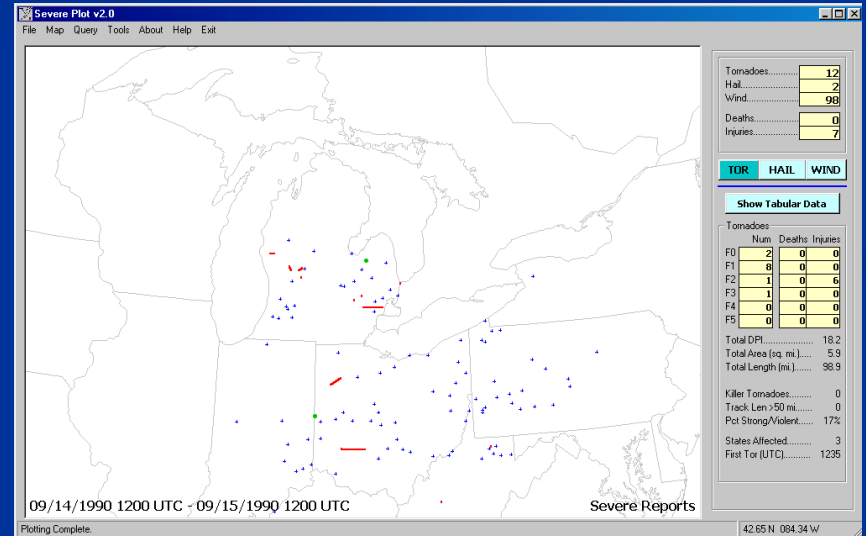 Severe Plot v2.0
File Map Query Tools About Help Exit
Tornadoes............ 12
Hail....................... 2
Wind..................... 98
Deaths.................. 0
Injuries.................. 7
TOR HAIL WIND
Show Tabular Data
Tornadoes
Num Deaths Injuries
F0 2 0 0
F1 8 0 0
F2 1 0 6
F3 1 0 1
F4 0 0 0
F5 0 0 0
Total DPI................. 18.2
Total Area (sq. mi.)...... 5.9
Total Length (mi.)...... 98.9
Killer Tornadoes......... 0
Track Len >50 mi...... 0
Pct Strong/Violent...... 17%
States Affected......... 3
First Tor (UTC).......... 1235
09/14/1990 1200 UTC - 09/15/1990 1200 UTC
Severe Reports
Plotting Complete.
42.65 N 084.34 W